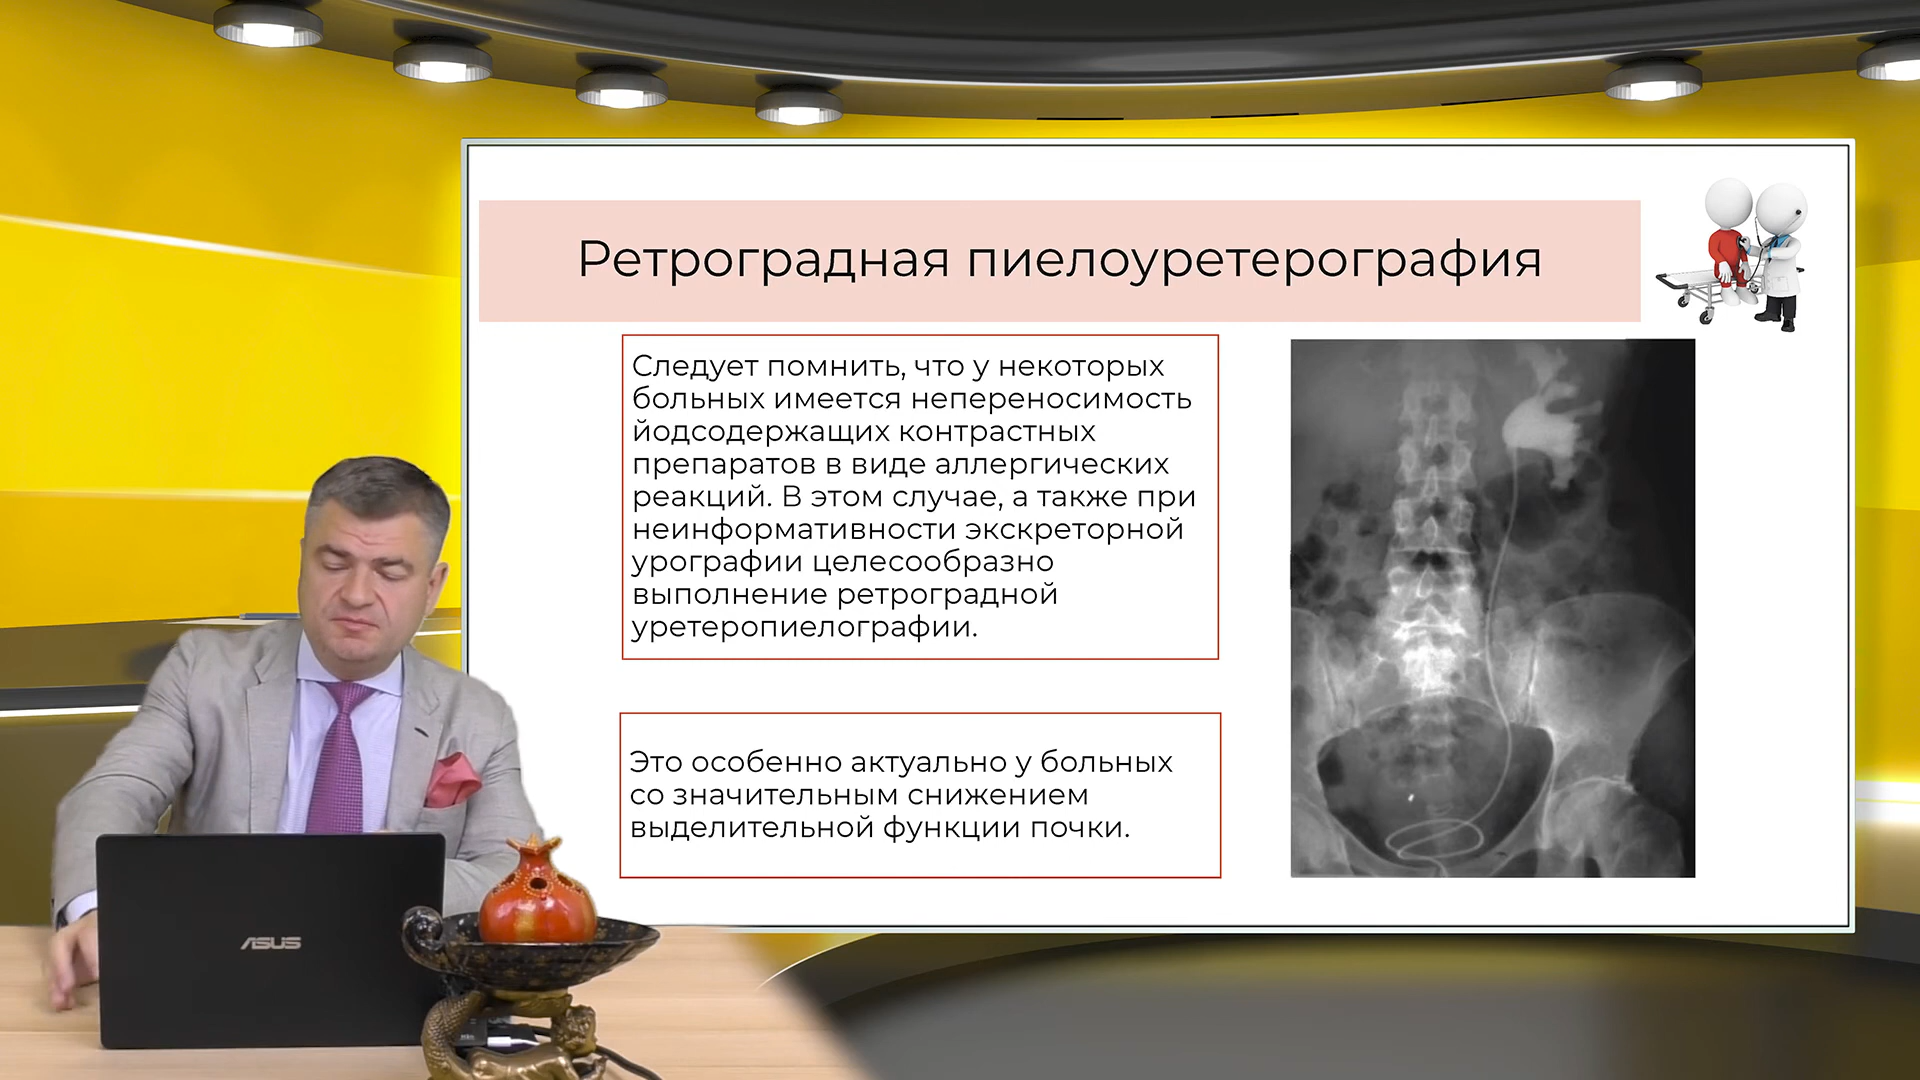 Ретроградная пиелоуретерография
Следует помнить, что у некоторых
больных имеется непереносимость
йодсодержащих контрастных
препаратов в виде аллергических
реакций. В этом случае, а также при
неинформативности экскреторной
урографии целесообразно
выполнение ретроградной
уретеропиелографии.
Это особенно актуально у больных
со значительным снижением
выделительной функции почки.
ASUS